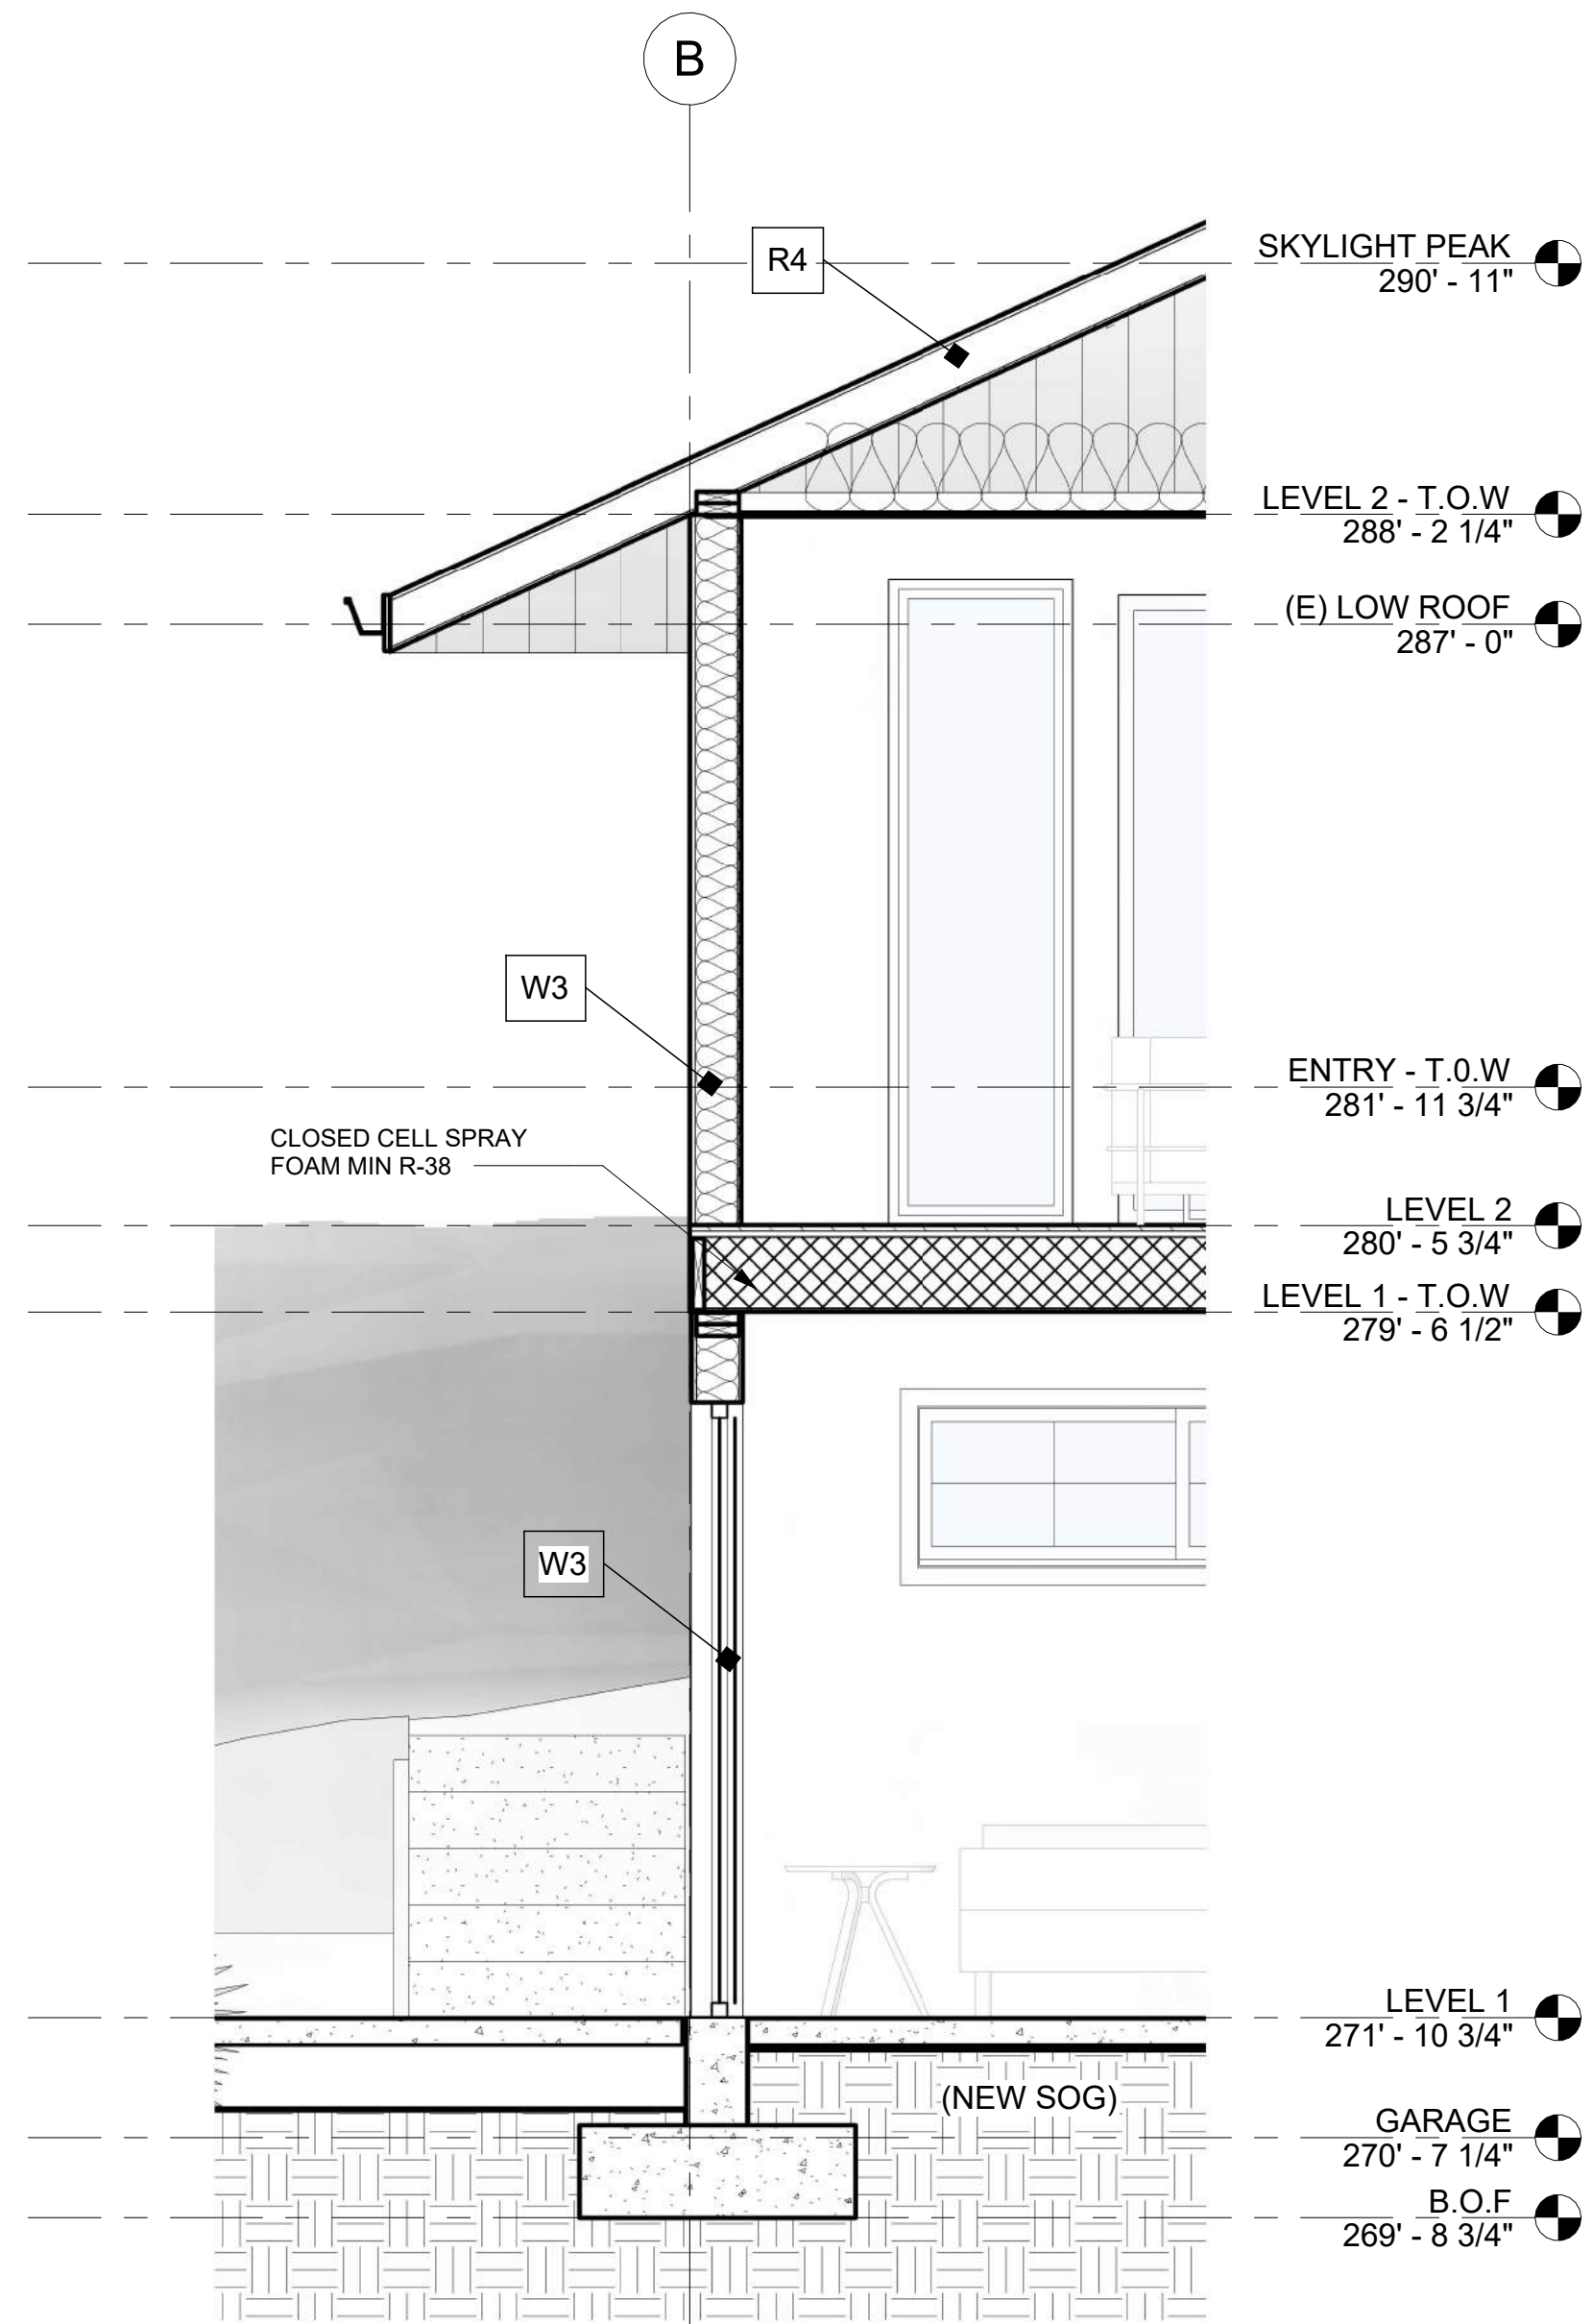 B
R4
SKYLIGHT PEAK
290' - 11"
LEVEL 2 - T.O.W
288' - 2 1/4"
(E) LOW ROOF
287' - 0"
W3
ENTRY - T.0.W
281' - 11 3/4"
CLOSED CELL SPRAY
FOAM MIN R-38
LEVEL 2
280' - 5 3/4"
LEVEL 1 - T.O.W
279' - 6 1/2"
W3
LEVEL 1
271' - 10 3/4"
(NEW SOG)
GARAGE
270' - 7 1/4"
B.O.F
269' - 8 3/4"